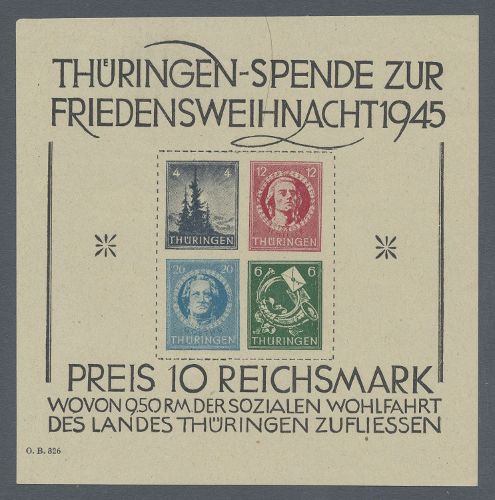 THÜRINGEN-SPENDE ZUR
FRIEDENSWEIHNACHT 1945
4 4
THÜRINGEN
12 12
THÜRINGEN
20 20
THÜRINGEN
6 6
THÜRINGEN
PREIS 10 REICHSMARK
WOVON 9,50 RM. DER SOZIALEN WOHLFAHRT
DES LANDES THÜRINGEN ZUFLIESSEN
O. B. 326